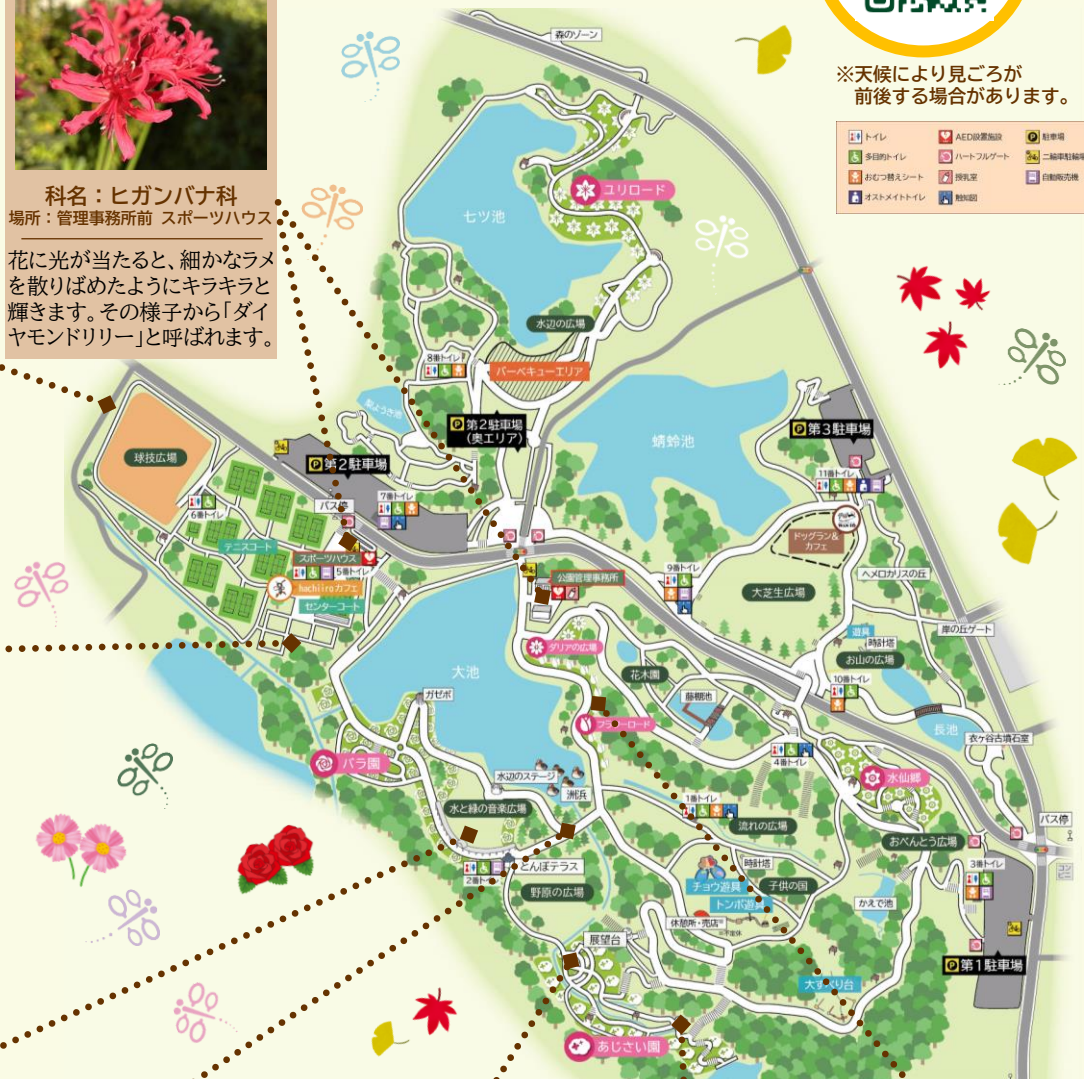 ※天候により見ごろが
前後する場合があります。
トイレ
多目的トイレ
おむつ替えシート
オストメイトトイレ
AED設置施設
ハートフルゲート
授乳室
触知図
駐車場
二輪車駐輪場
自動販売機
科名：ヒガンバナ科
場所：管理事務所前 スポーツハウス
花に光が当たると、細かなラメ
を散りばめたようにキラキラと
輝きます。その様子から「ダイ
ヤモンドリリー」と呼ばれます。
森のゾーン
ユリロード
七ツ池
水辺の広場
8番トイレ
バーベキューエリア
P 第2駐車場
(奥エリア)
蜻蛉池
P 第3駐車場
球技広場
P 第2駐車場
バス停
7番トイレ
6番トイレ
11番トイレ
ドッグラン&
カフェ
テニスコート
スポーツハウス
5番トイレ
hachiiroカフェ
センターコート
公園管理事務所
9番トイレ
大芝生広場
ヘメロカリスの丘
岸の丘ゲート
遊具
時計塔
お山の広場
10番トイレ
ダリアの広場
大池
花木園
藤棚池
ガゼボ
フラワーロード
長池
衣ケ谷古墳石室
バラ園
4番トイレ
水仙郷
水辺のステージ
洲浜
水と緑の音楽広場
1番トイレ
流れの広場
バス停
おべんとう広場
コンビニ
とんぼテラス
2番トイレ
野原の広場
時計塔
チョウ遊具
子供の国
トンボ遊具
3番トイレ
かえで池
休憩所・売店※
※不定休
展望台
P 第1駐車場
大すべり台
あじさい園